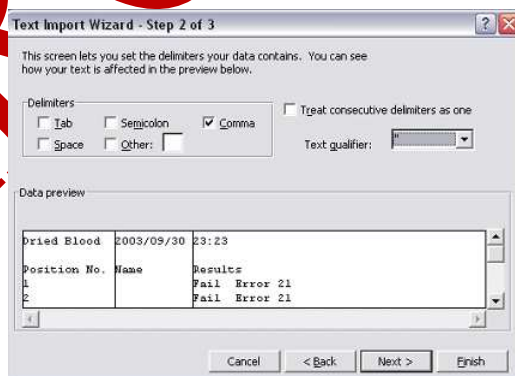 Text Import Wizard - Step 2 of 3
This screen lets you set the delimiters your data contains. You can see
how your text is affected in the preview below.
Delimiters
Tab Semicolon Comma
Space Other:
Treat consecutive delimiters as one
Text qualifier: "
Data preview
Dried Blood 2003/09/30 23:23
Position No. Name Results
1 Fail Error 21
2 Fail Error 21
Cancel < Back Next > Finish